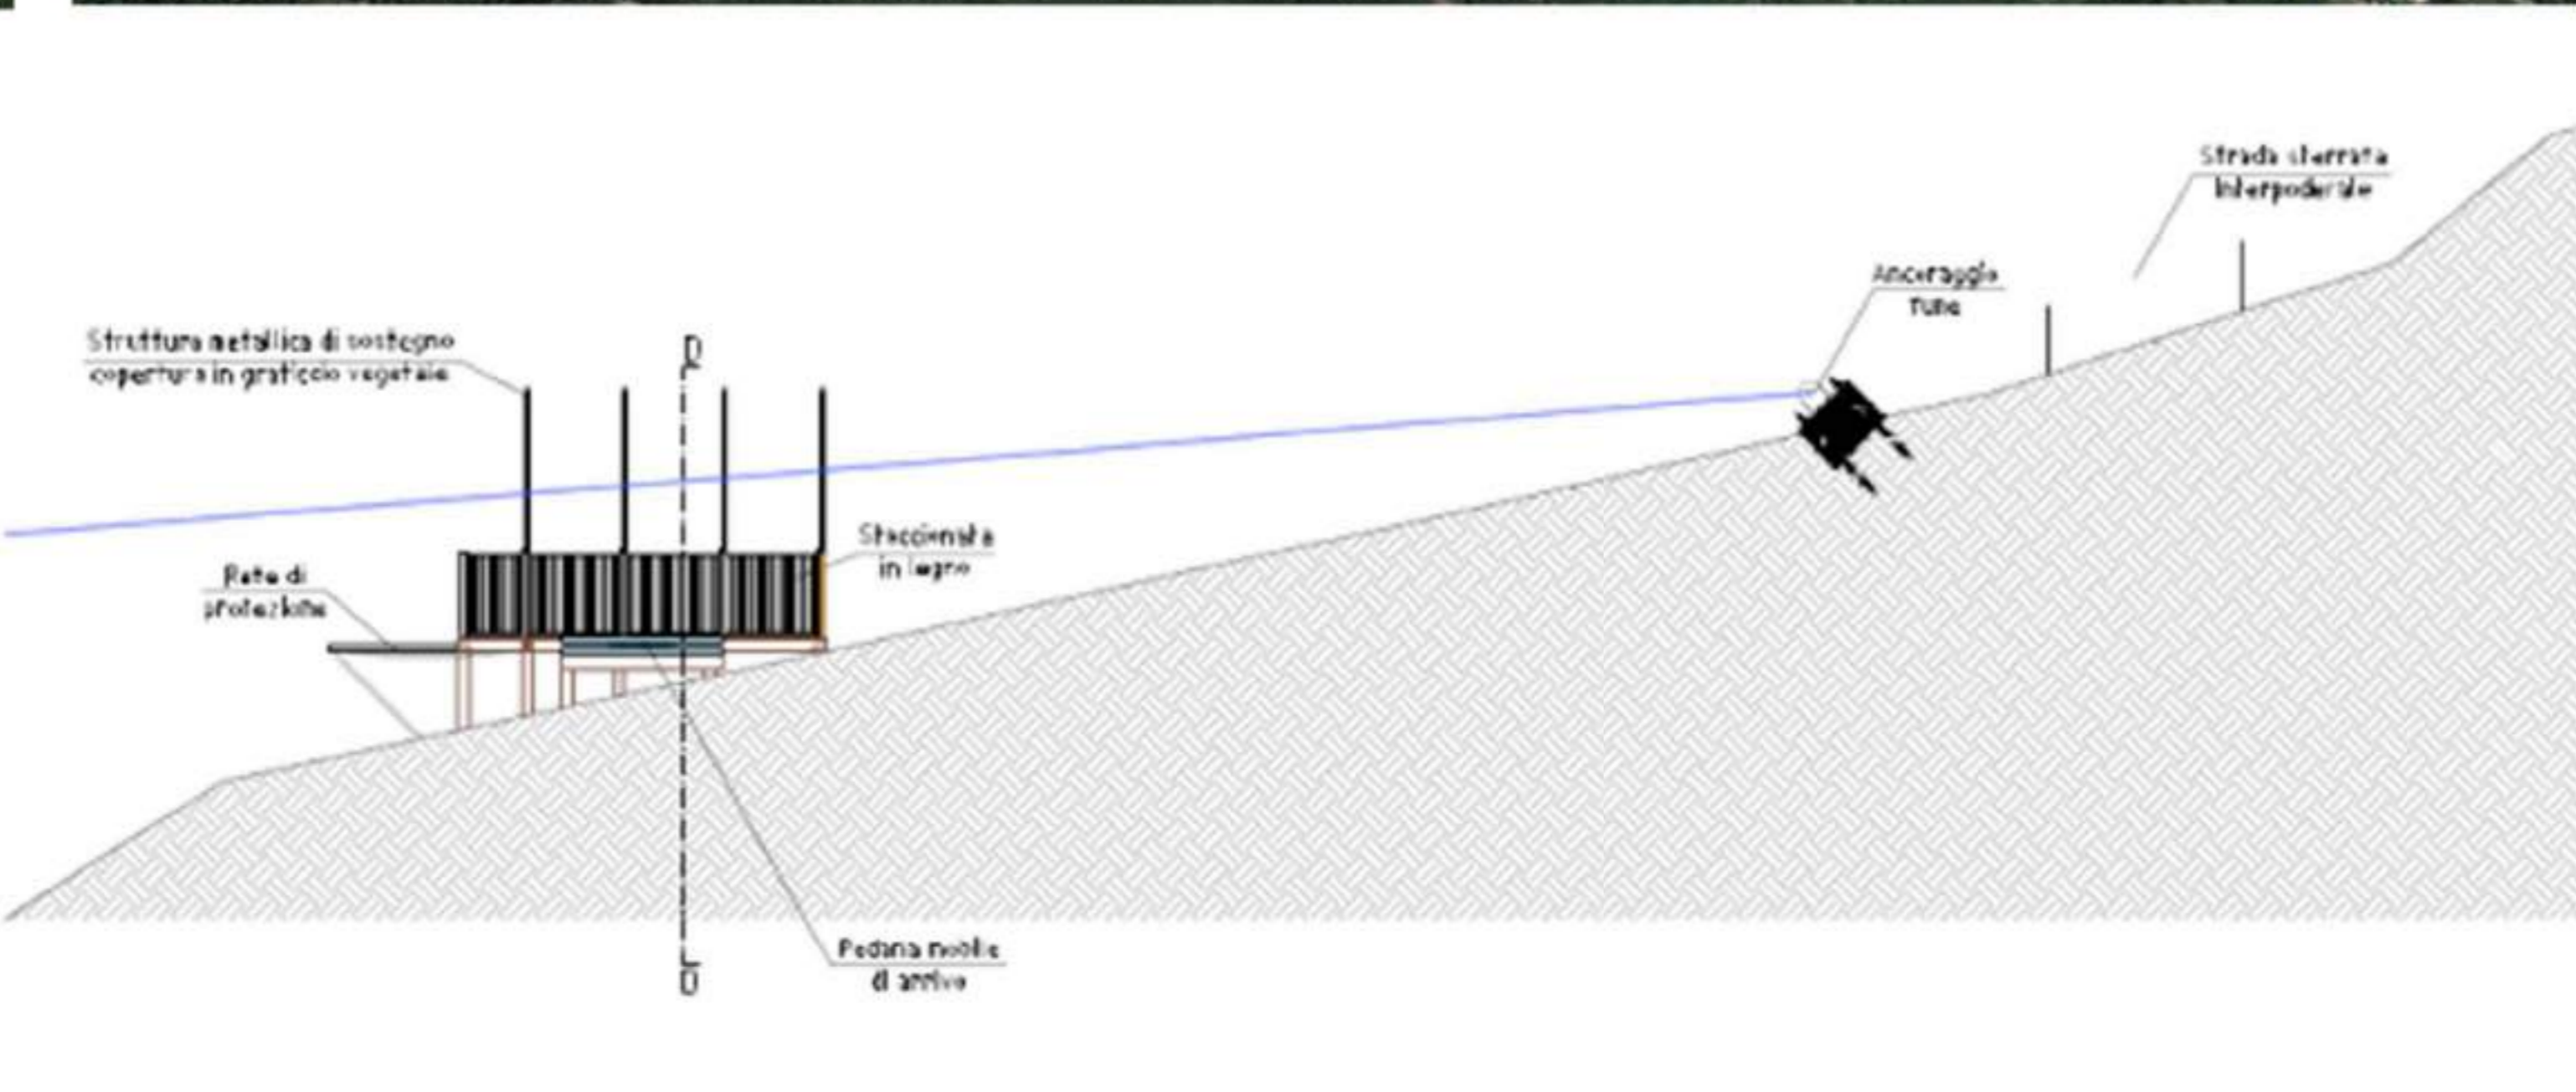 Strada sterrata
Interpoderale
Ancoraggio
fune
Struttura metallica di sostegno
copertura in graticcio vegetale
D
Staccionata
in legno
Rete di
protezione
Pedana mobile
di arrivo
D